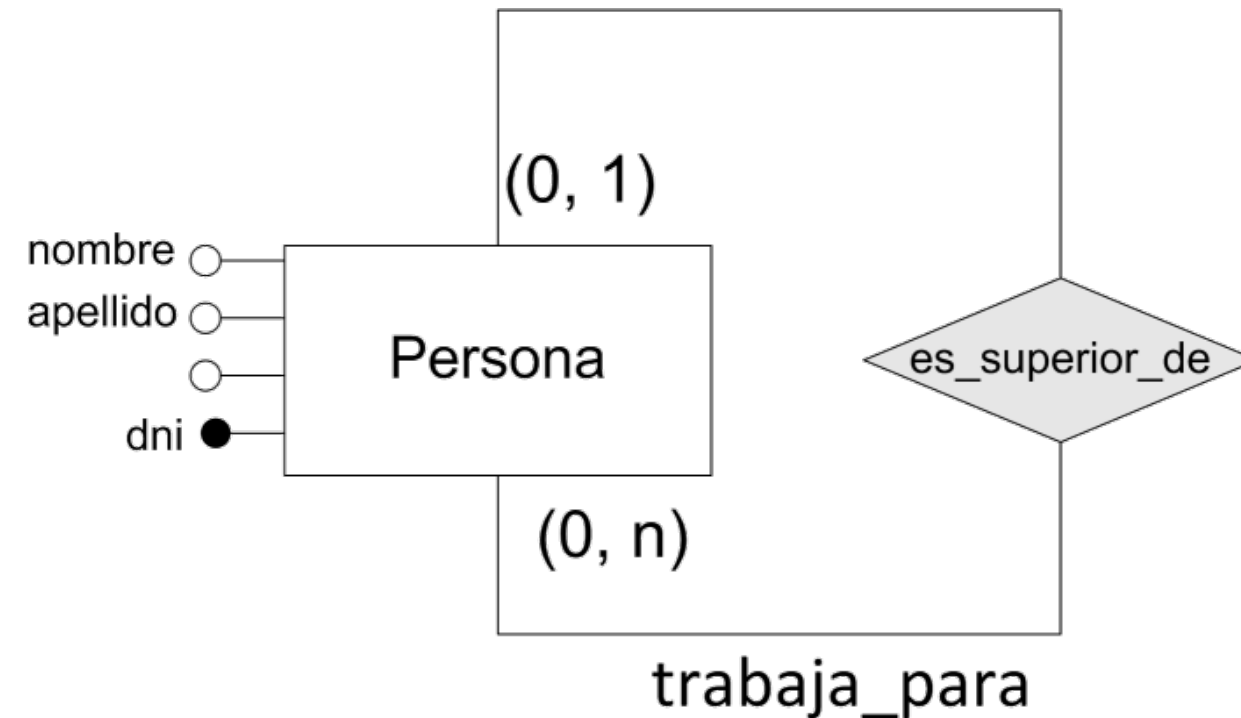 (0, 1)
nombre
apellido
Persona
es_superior_de
dni
(0, n)
trabaja_para